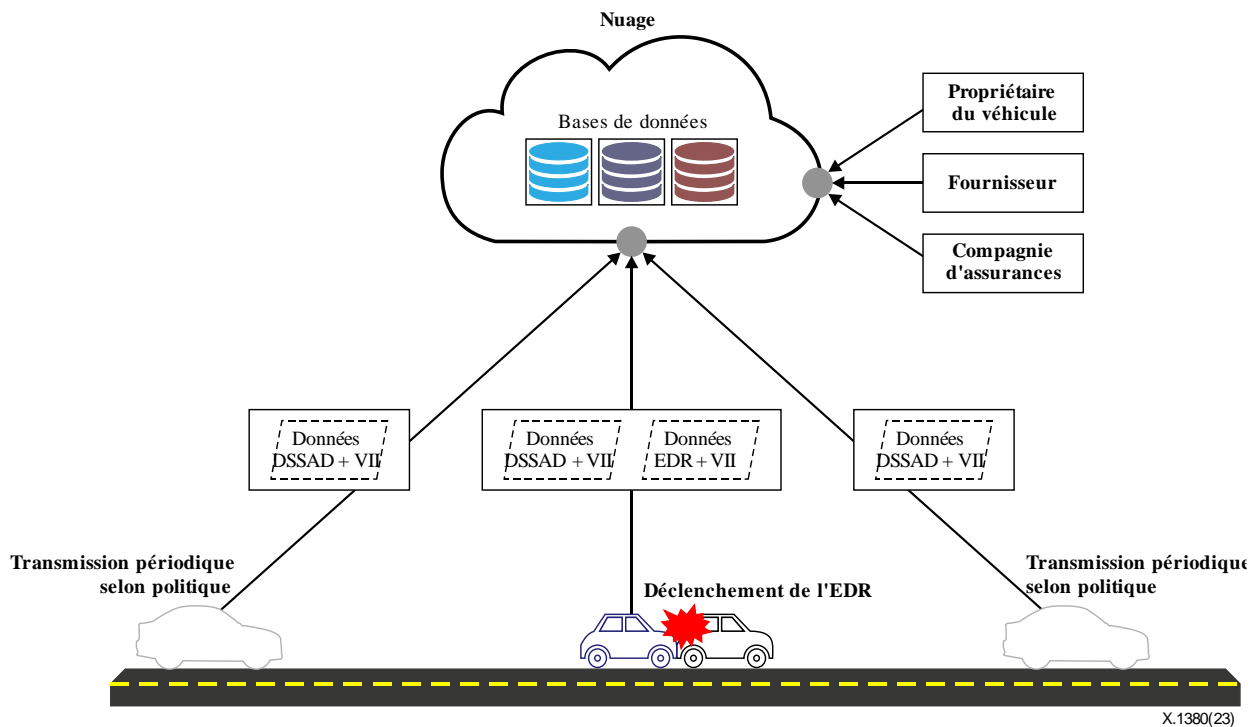 Nuage
Propriétaire
du véhicule
Bases de données
Fournisseur
Compagnie
d'assurances
Données
DSSAD + VII
Données
DSSAD + VII
Données
EDR + VII
Données
DSSAD + VII
Transmission périodique
selon politique
Déclenchement de l'EDR
Transmission périodique
selon politique
X.1380(23)